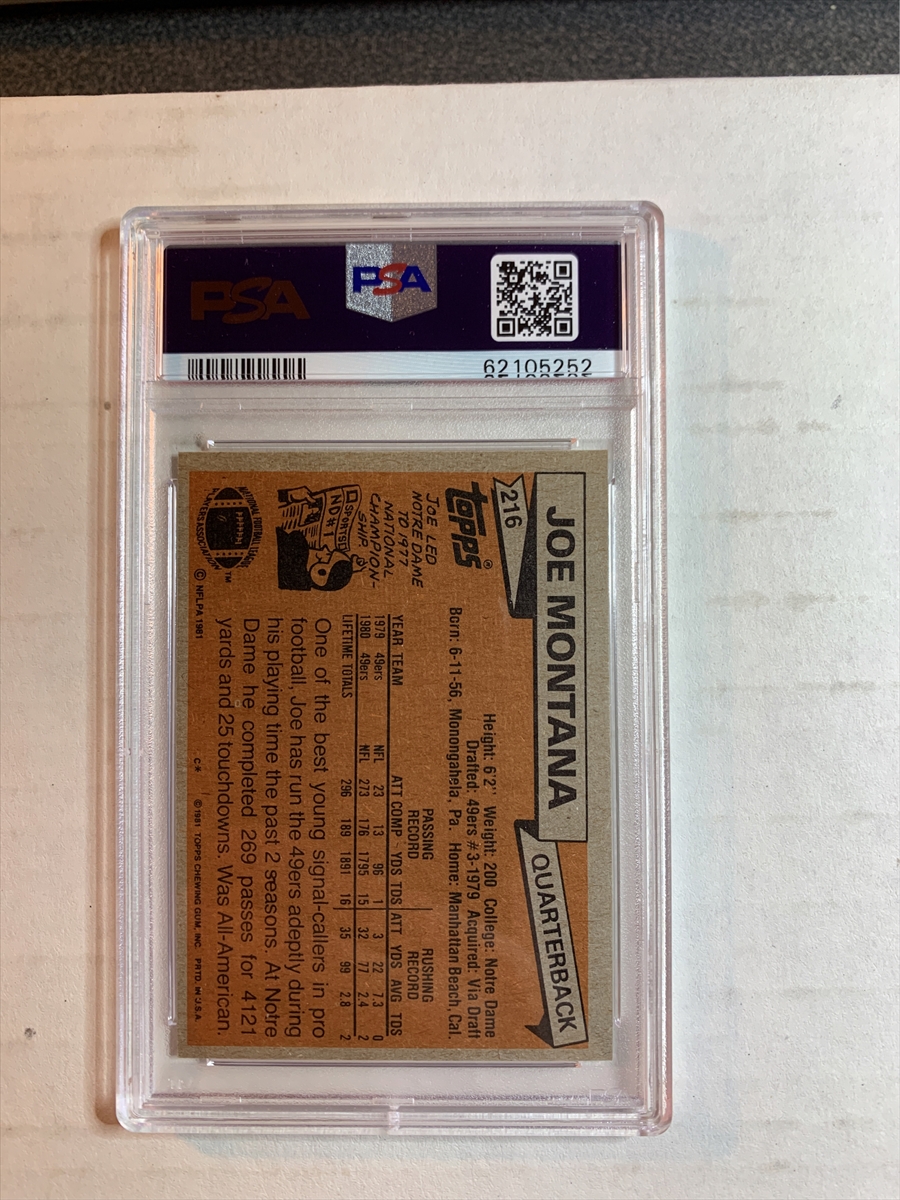 PSA
PSA
62105252
JOE MONTANA
QUARTERBACK
216
topps®
Height: 6'2" Weight: 200 College: Notre Dame
Drafted: 49ers #3-1979 Acquired: Via Draft
Born: 6-11-56, Monongahela, Pa. Home: Manhattan Beach, Cal.
JOE LED
NOTRE DAME
TO 1977
NATIONAL
CHAMPION-
SHIP
SPORTS
ND #1
PASSING RUSHING
RECORD RECORD
YEAR TEAM ATT COMP YDS TDS ATT YDS AVG TDS
1979 49ers NFL 23 13 96 1 3 22 7.3 0
1980 49ers NFL 273 176 1795 15 32 77 2.4 2
LIFETIME TOTALS 296 189 1891 16 35 99 2.8 2
One of the best young signal-callers in pro
football, Joe has run the 49ers adeptly during
his playing time the past 2 seasons. At Notre
Dame he completed 269 passes for 4121
yards and 25 touchdowns. Was All-American.
NATIONAL FOOTBALL LEAGUE
PLAYERS ASSOCIATION
TM
© NFLPA 1981
C*
© 1981 TOPPS CHEWING GUM, INC. PRTD. IN U.S.A.